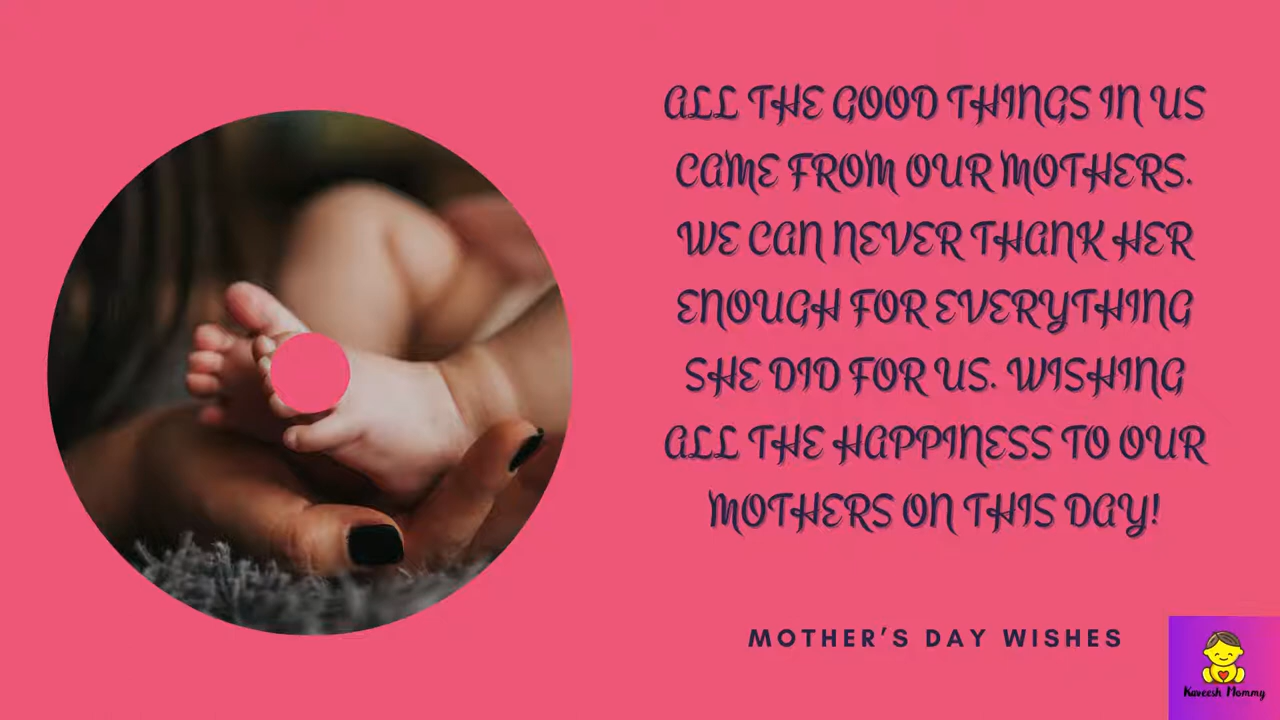 ALL THE GOOD THINGS IN US
CAME FROM OUR MOTHERS.
WE CAN NEVER THANK HER
ENOUGH FOR EVERYTHING
SHE DID FOR US. WISHING
ALL THE HAPPINESS TO OUR
MOTHERS ON THIS DAY!
MOTHER'S DAY WISHES
Kaveesh Mommy